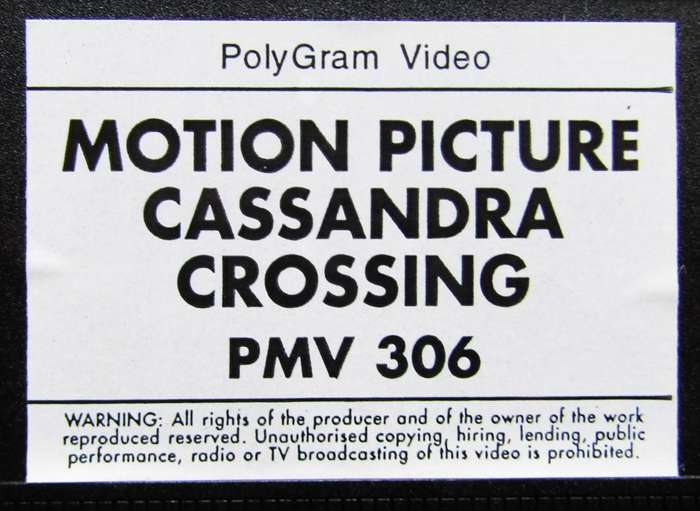 PolyGram Video
MOTION PICTURE
CASSANDRA
CROSSING
PMV 306
WARNING: All rights of the producer and of the owner of the work
reproduced reserved. Unauthorised copying, hiring, lending, public
performance, radio or TV broadcasting of this video is prohibited.